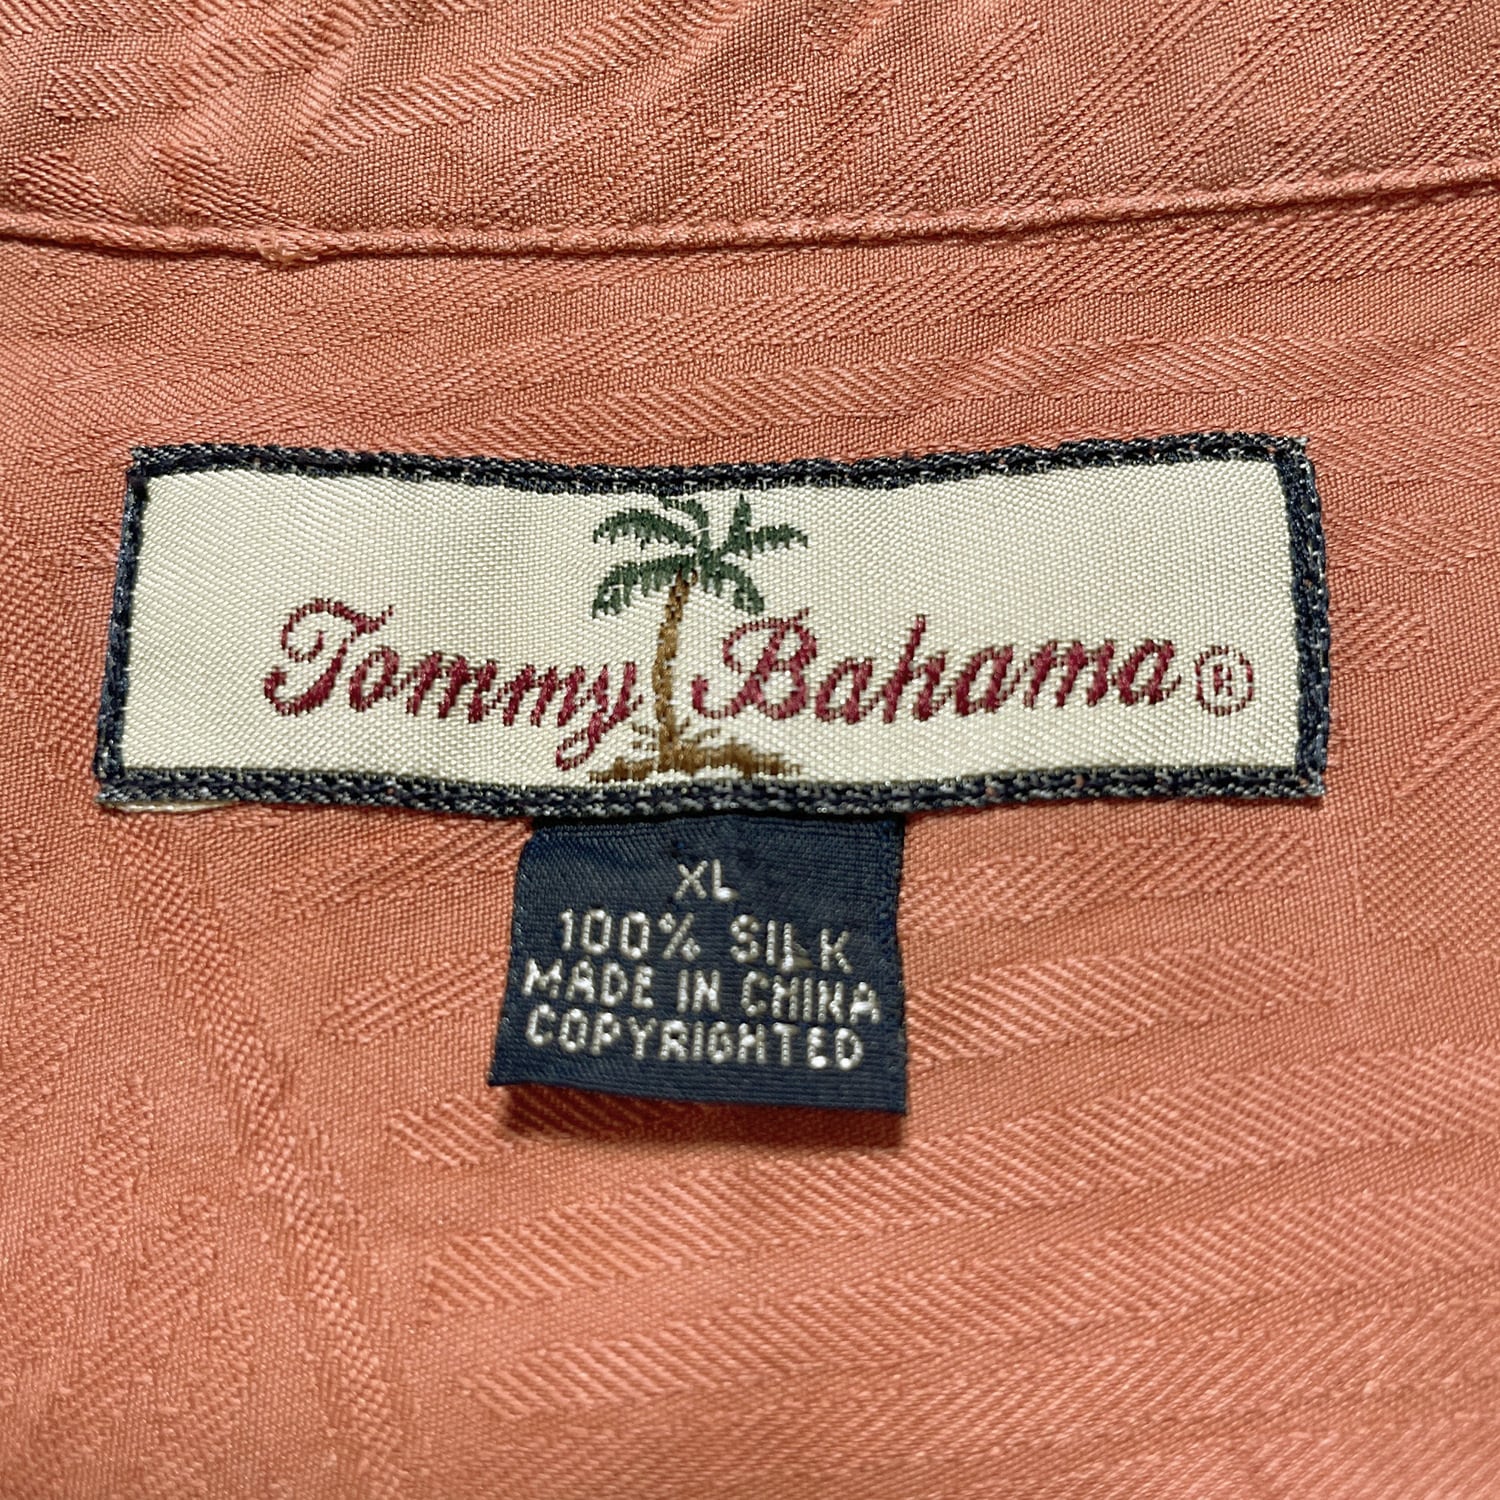 Tommy Bahama®
XL
100% SILK
MADE IN CHINA
COPYRIGHTED